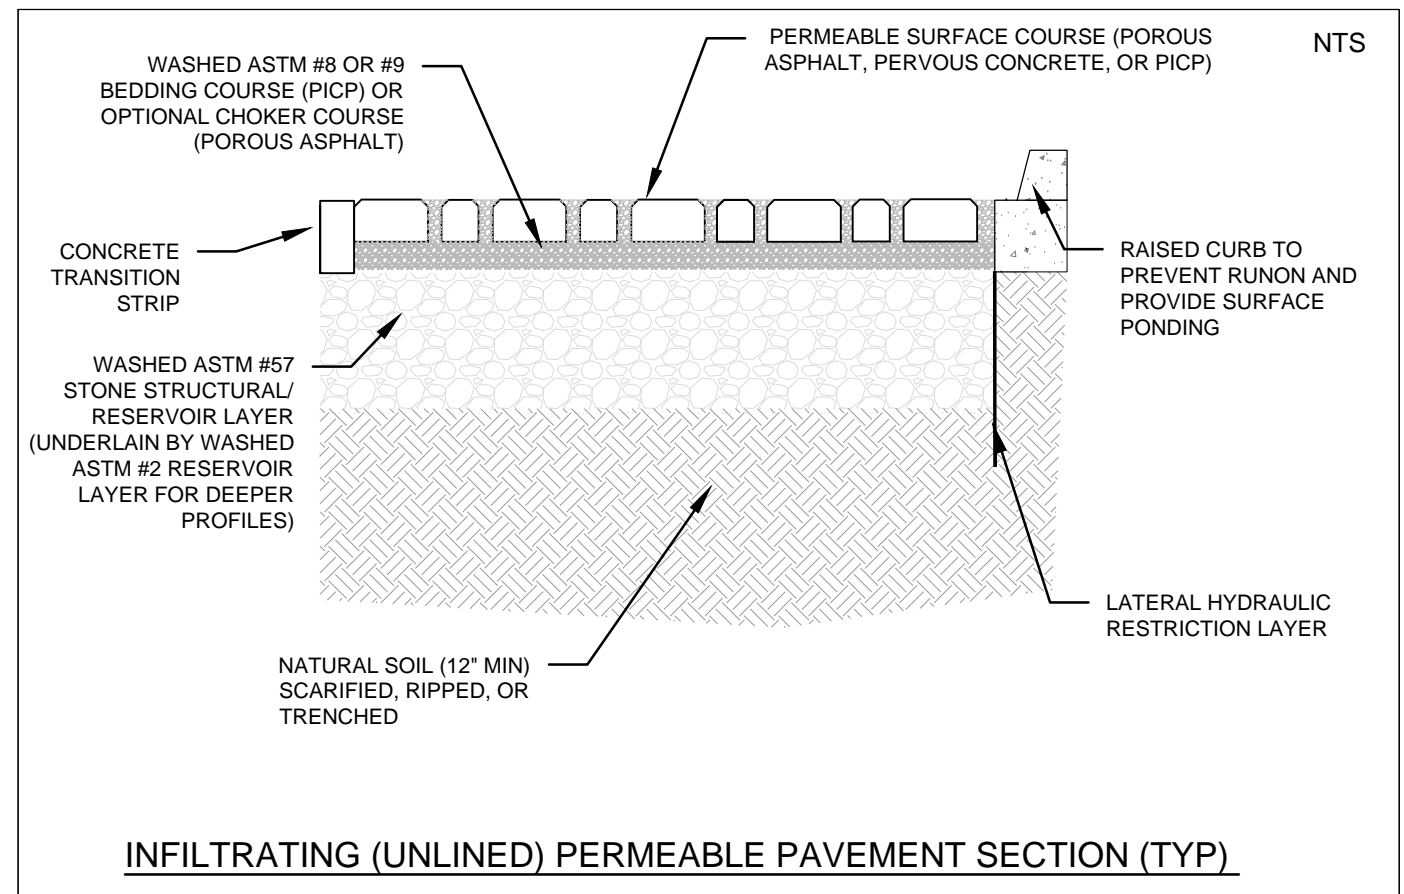 NTS
PERMEABLE SURFACE COURSE (POROUS
ASPHALT, PERVOUS CONCRETE, OR PICP)
WASHED ASTM #8 OR #9
BEDDING COURSE (PICP) OR
OPTIONAL CHOKER COURSE
(POROUS ASPHALT)
CONCRETE
TRANSITION
STRIP
RAISED CURB TO
PREVENT RUNON AND
PROVIDE SURFACE
PONDING
WASHED ASTM #57
STONE STRUCTURAL/
RESERVOIR LAYER
(UNDERLAIN BY WASHED
ASTM #2 RESERVOIR
LAYER FOR DEEPER
PROFILES)
LATERAL HYDRAULIC
RESTRICTION LAYER
NATURAL SOIL (12" MIN)
SCARIFIED, RIPPED, OR
TRENCHED
INFILTRATING (UNLINED) PERMEABLE PAVEMENT SECTION (TYP)